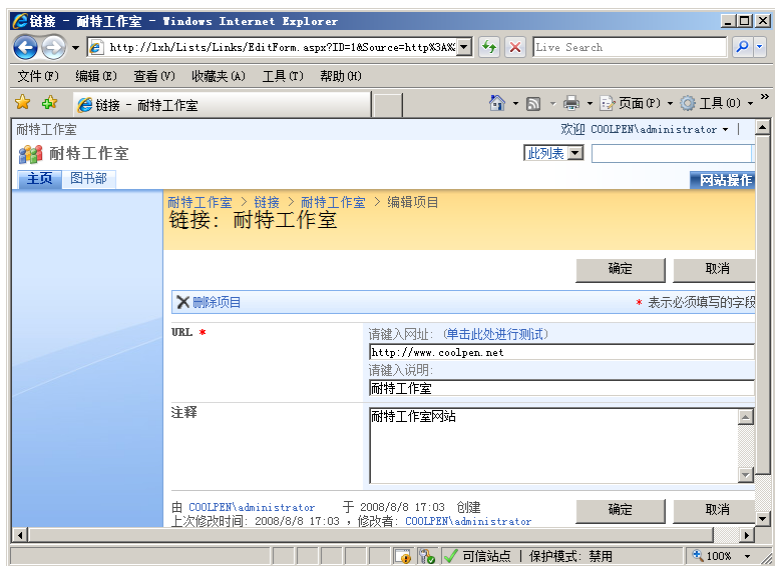 链接 - 耐特工作室 - Windows Internet Explorer
http://lxh/Lists/Links/EditForm.aspx?ID=1&Source=http%3A%
Live Search
文件(F) 编辑(E) 查看(V) 收藏夹(A) 工具(T) 帮助(H)
链接 - 耐特工作室
页面(P) 工具(O) »
耐特工作室
欢迎 COOLPEN\administrator |
耐特工作室
此列表
主页 图书部
网站操作
耐特工作室 > 链接 > 耐特工作室 > 编辑项目
链接: 耐特工作室
确定 取消
删除项目
* 表示必须填写的字段
URL *
请键入网址: (单击此处进行测试)
http://www.coolpen.net
请键入说明:
耐特工作室
注释
耐特工作室网站
由 COOLPEN\administrator 于 2008/8/8 17:03 创建
上次修改时间: 2008/8/8 17:03 ，修改者: COOLPEN\administrator
确定 取消
可信站点 | 保护模式: 禁用
100%